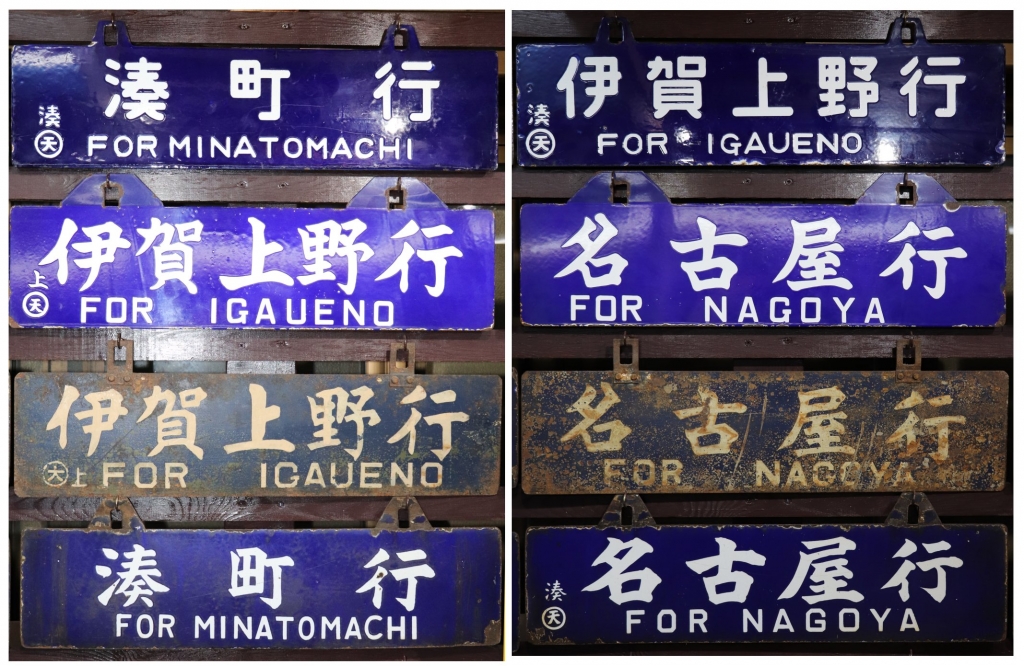 湊町行
湊
天
FOR MINATOMACHI
伊賀上野行
上
天
FOR IGAUENO
伊賀上野行
天上 FOR IGAUENO
湊町行
FOR MINATOMACHI
伊賀上野行
湊
天
FOR IGAUENO
名古屋行
FOR NAGOYA
名古屋行
FOR NAGOYA
名古屋行
湊
天
FOR NAGOYA